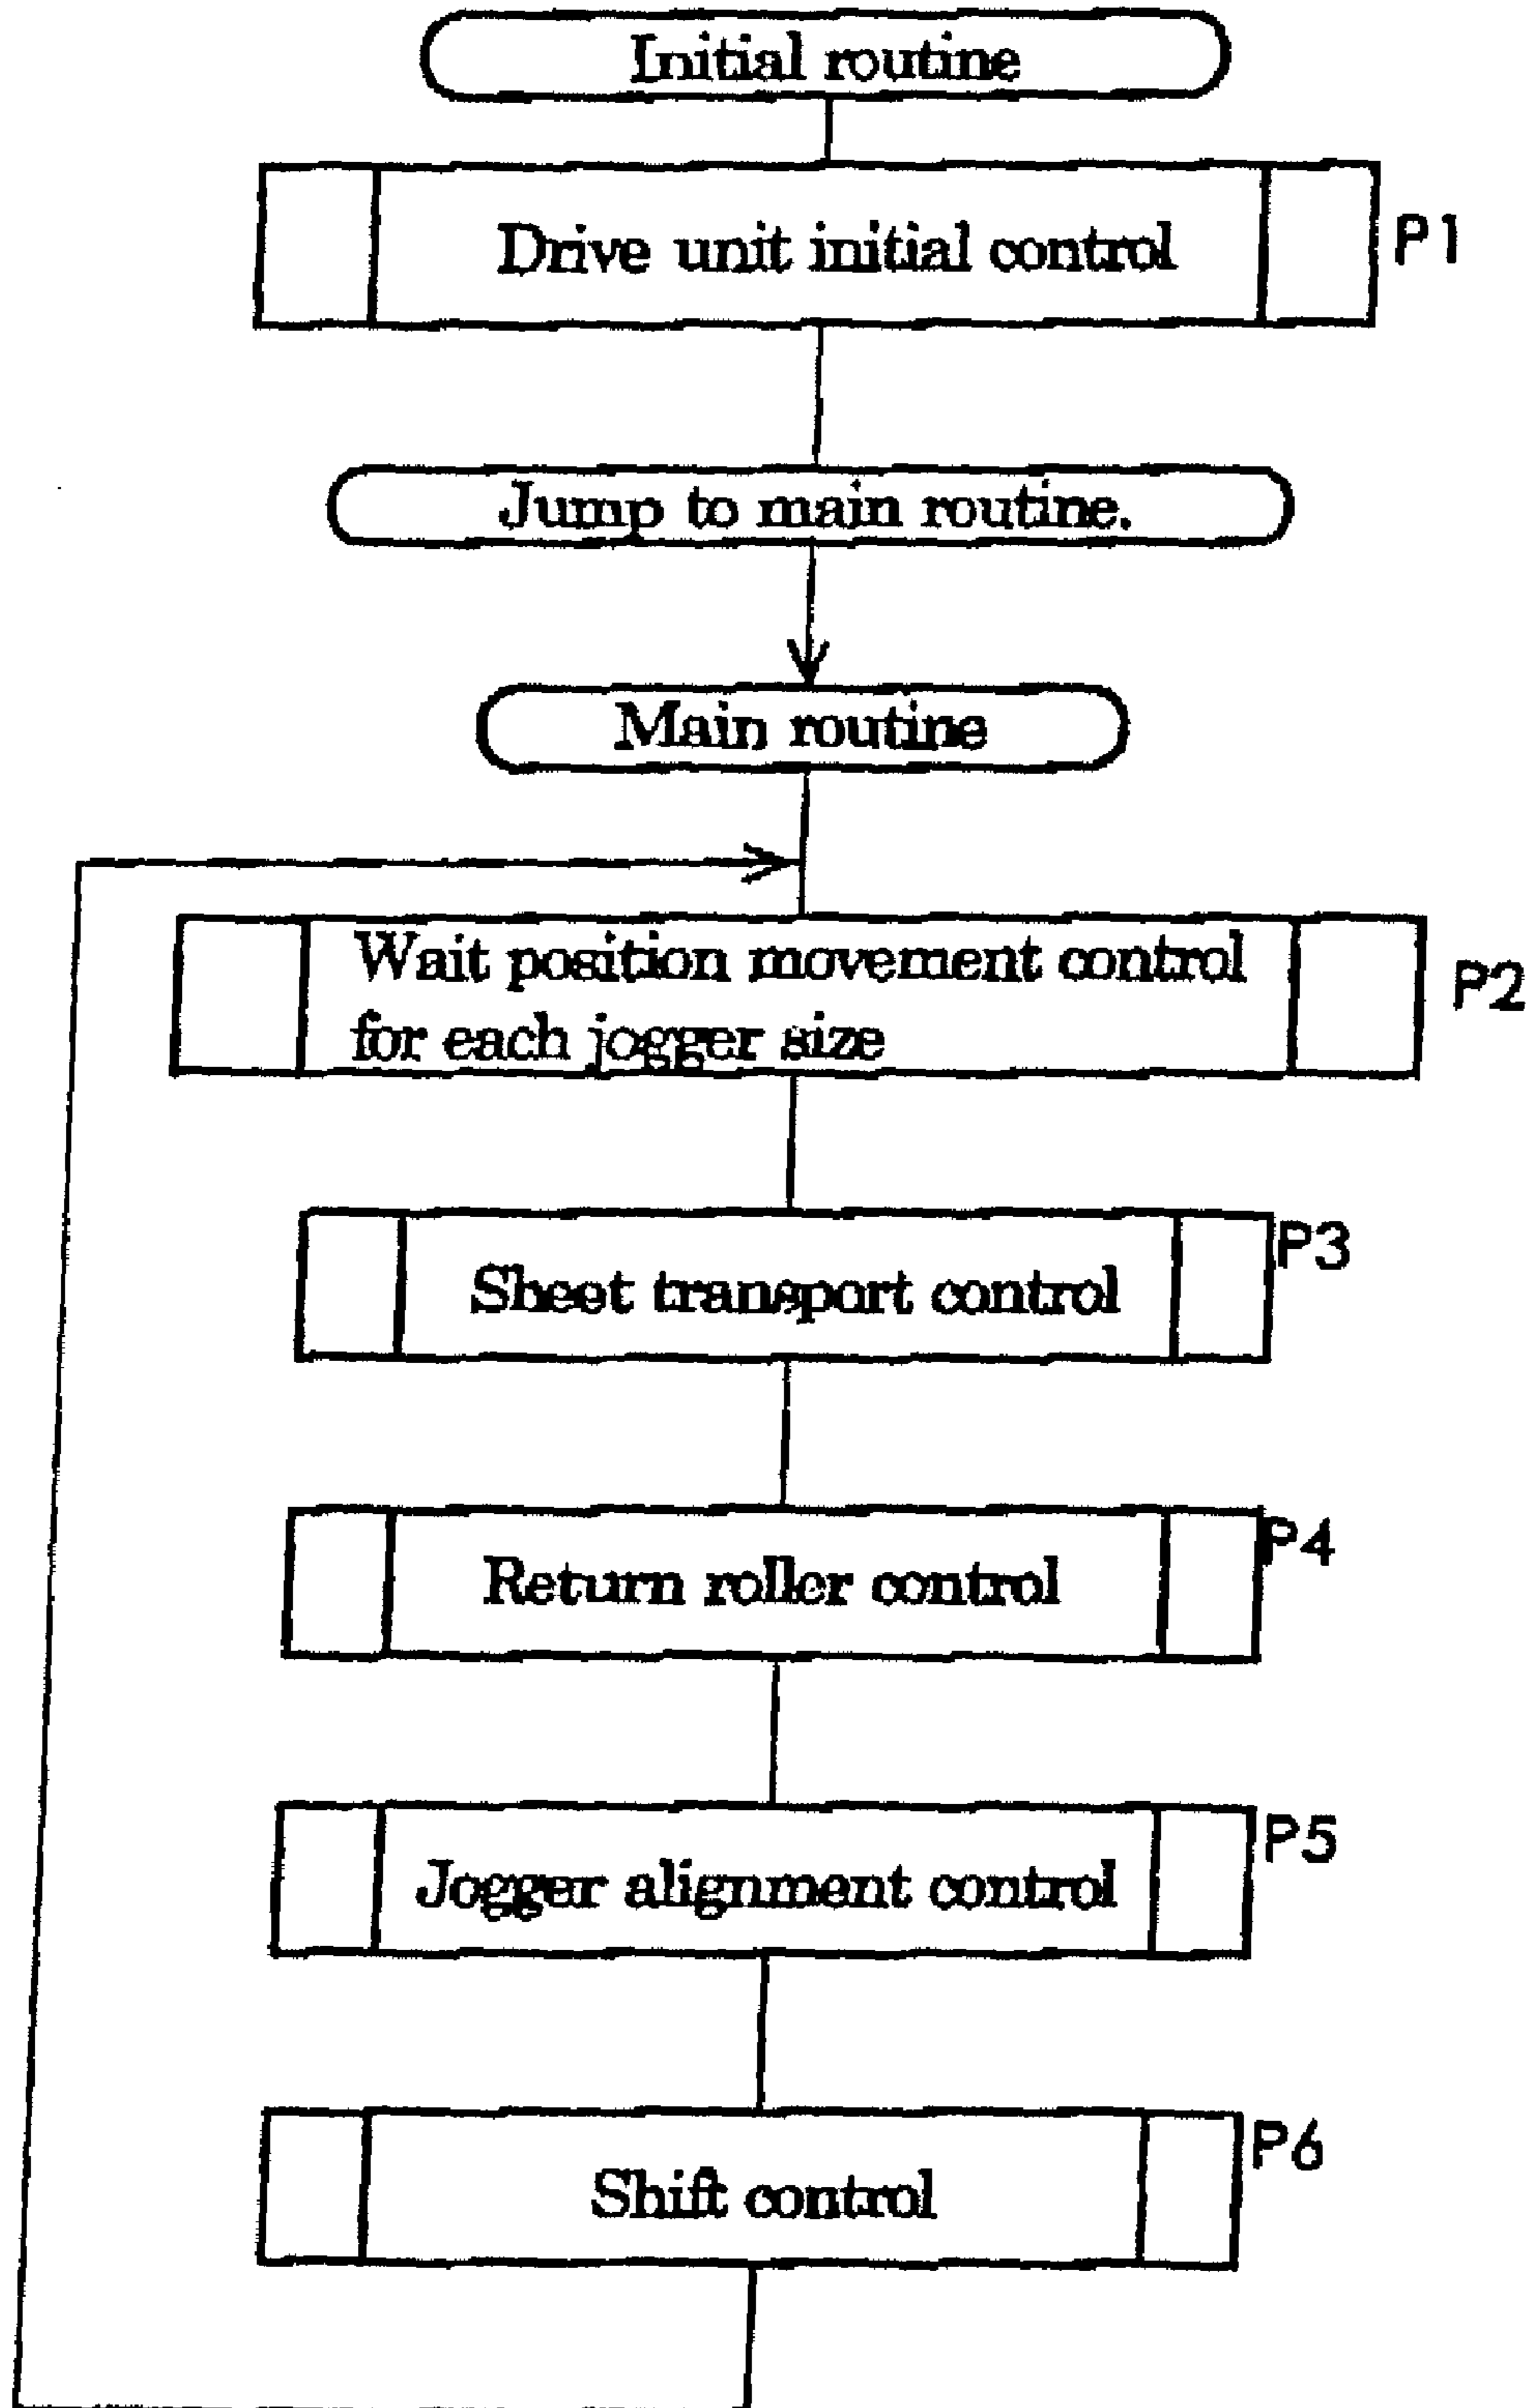 Initial routine
Drive unit initial control
P1
Jump to main routine.
Main routine
Wait position movement control
for each jogger size
P2
P3
Sheet transport control
P4
Return roller control
P5
Jogger alignment control
P6
Shift control